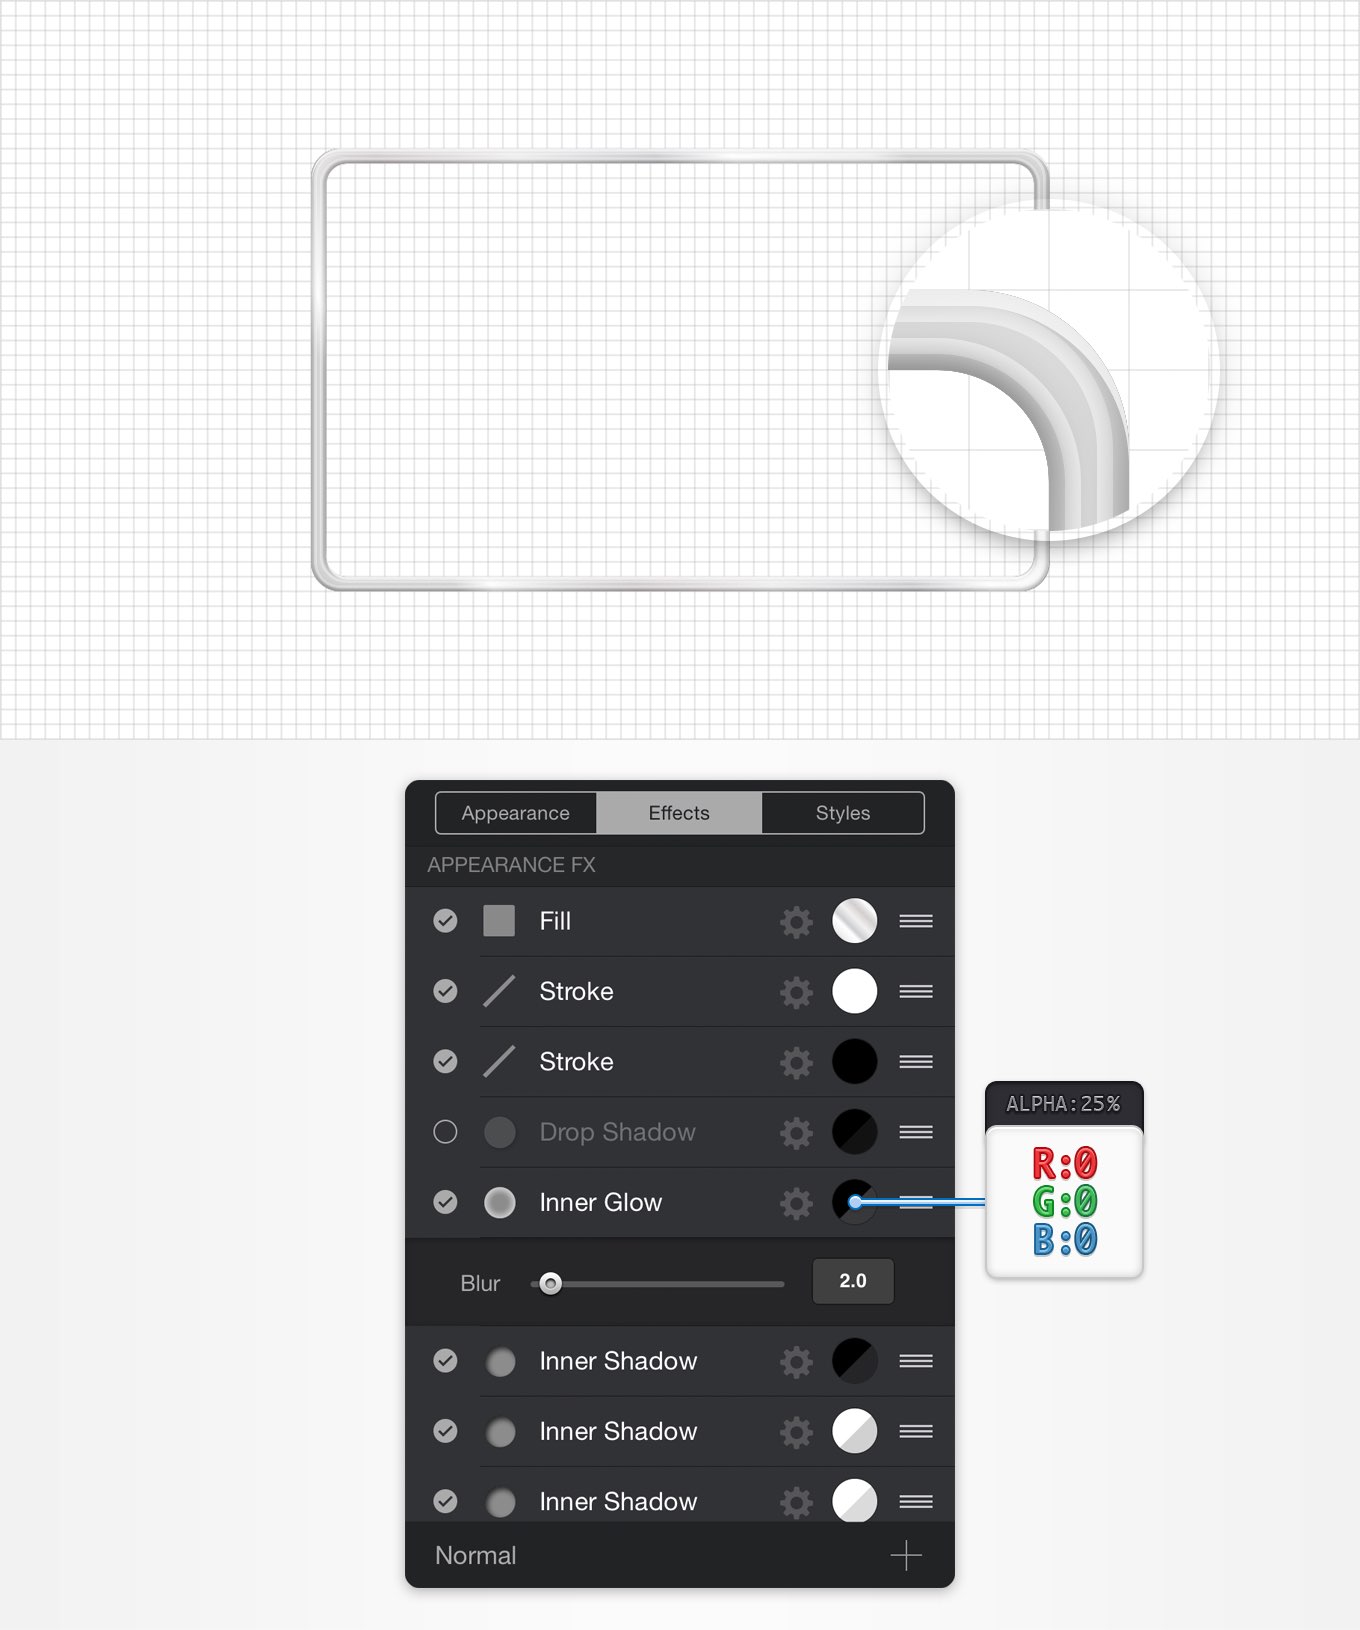 Appearance Effects Styles
APPEARANCE FX
Fill
Stroke
Stroke
Drop Shadow
Inner Glow
ALPHA:25%
R:0
G:0
B:0
Blur 2.0
Inner Shadow
Inner Shadow
Inner Shadow
Normal